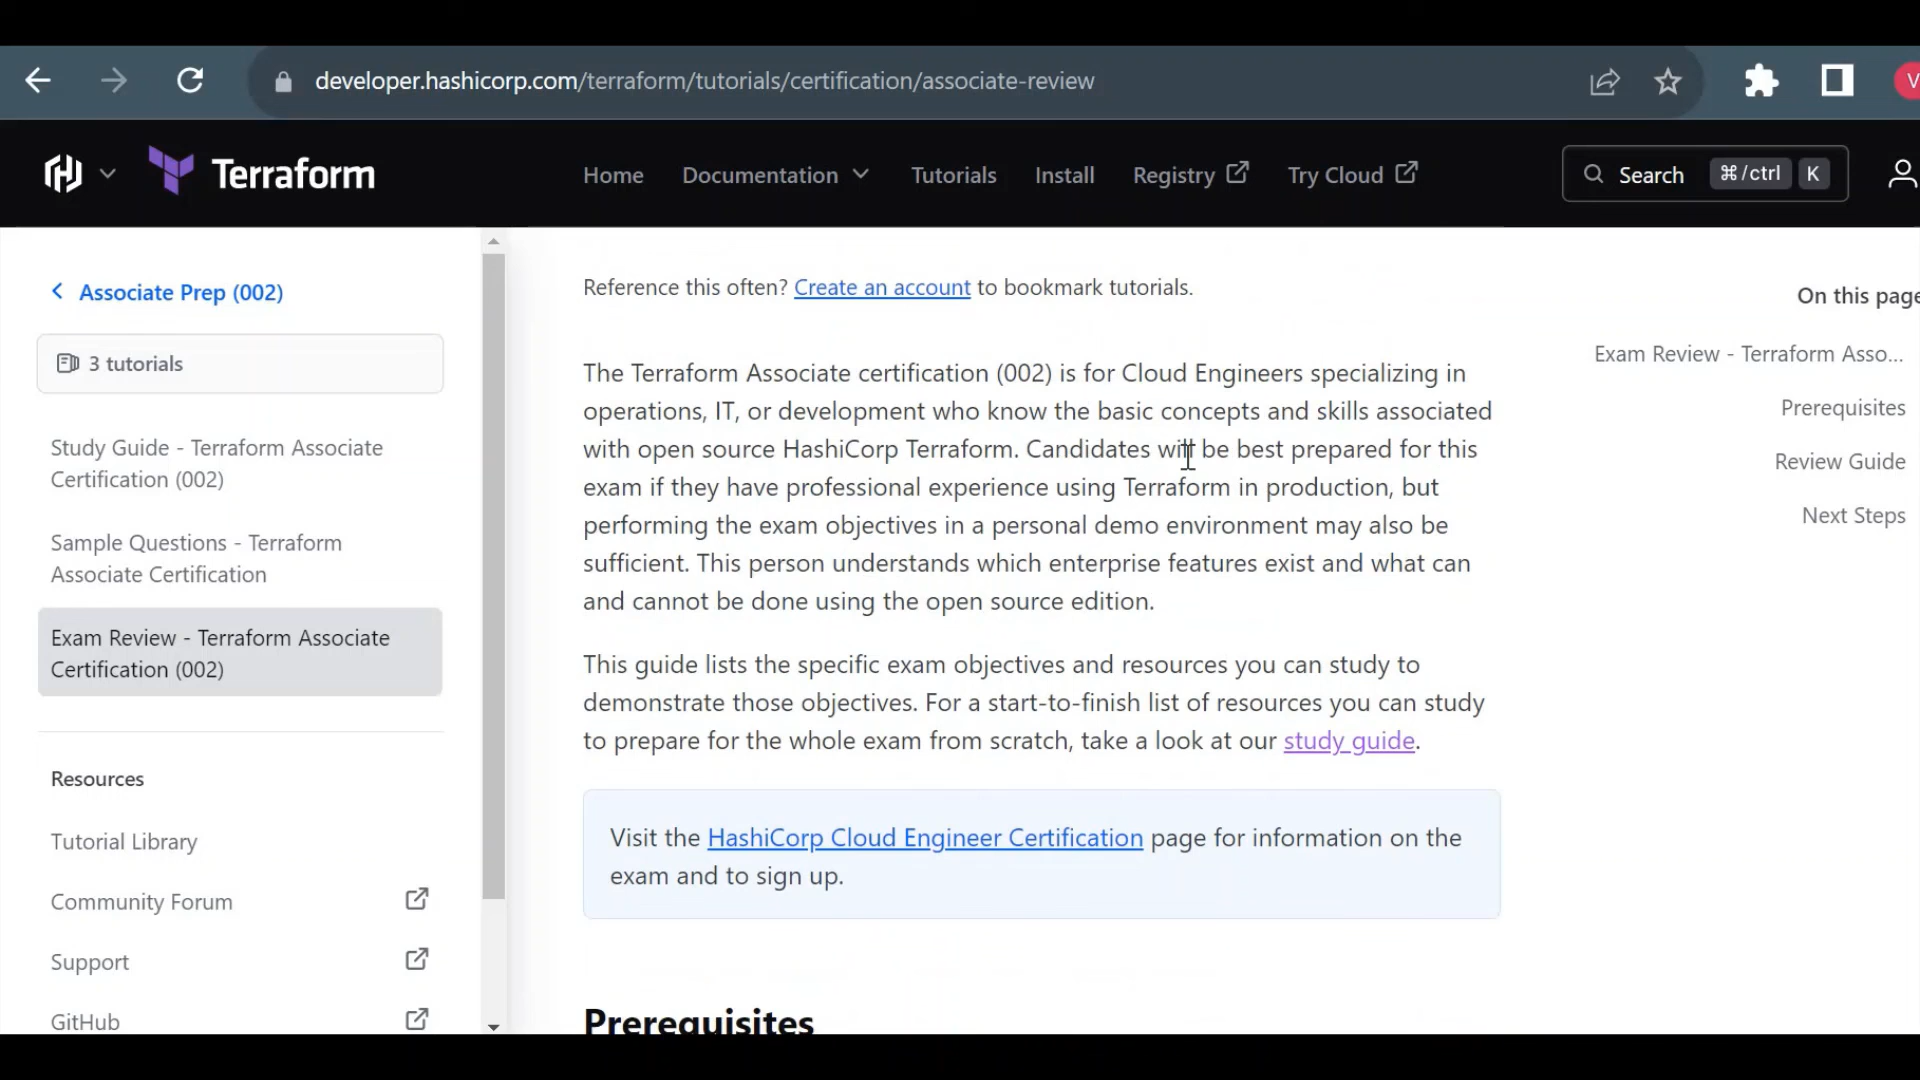 developer.hashicorp.com/terraform/tutorials/certification/associate-review
V
Terraform
Home
Documentation
Tutorials
Install
Registry
Try Cloud
Search
⌘/ctrl
K
Associate Prep (002)
3 tutorials
Study Guide - Terraform Associate
Certification (002)
Sample Questions - Terraform
Associate Certification
Exam Review - Terraform Associate
Certification (002)
Resources
Tutorial Library
Community Forum
Support
GitHub
Reference this often? Create an account to bookmark tutorials.
The Terraform Associate certification (002) is for Cloud Engineers specializing in
operations, IT, or development who know the basic concepts and skills associated
with open source HashiCorp Terraform. Candidates will be best prepared for this
exam if they have professional experience using Terraform in production, but
performing the exam objectives in a personal demo environment may also be
sufficient. This person understands which enterprise features exist and what can
and cannot be done using the open source edition.
This guide lists the specific exam objectives and resources you can study to
demonstrate those objectives. For a start-to-finish list of resources you can study
to prepare for the whole exam from scratch, take a look at our study guide.
Visit the HashiCorp Cloud Engineer Certification page for information on the
exam and to sign up.
Prerequisites
On this page
Exam Review - Terraform Asso...
Prerequisites
Review Guide
Next Steps